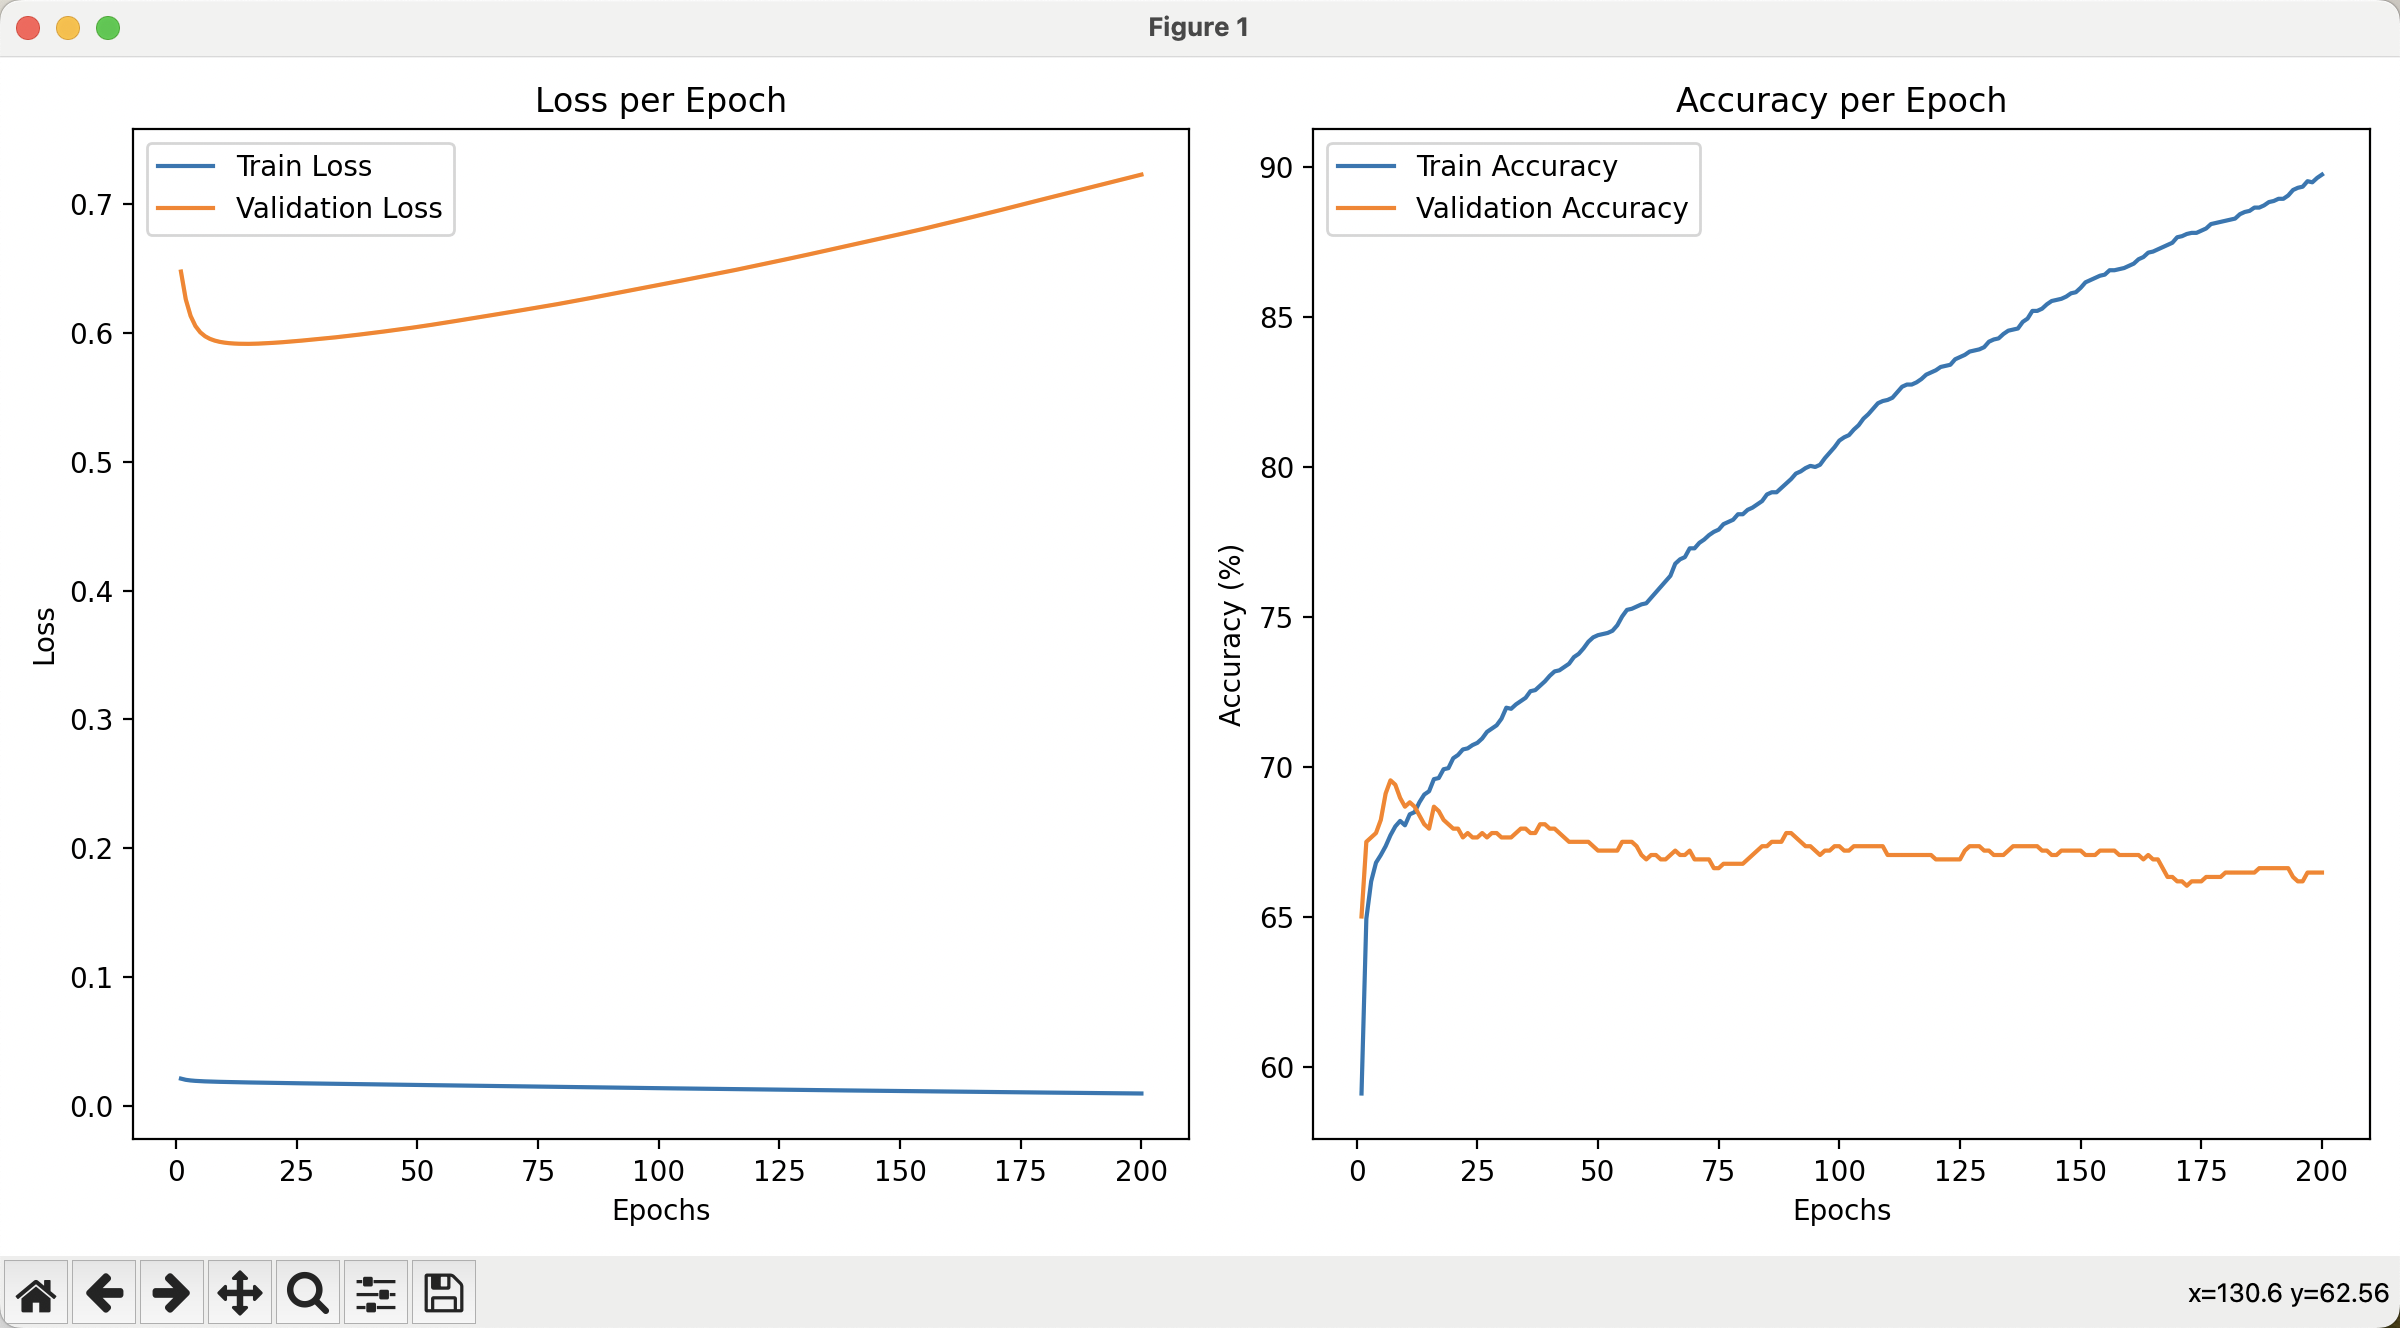 Figure 1
Loss per Epoch
Train Loss
Validation Loss
0.7
0.6
0.5
0.4
0.3
0.2
0.1
0.0
Loss
0 25 50 75 100 125 150 175 200
Epochs
Accuracy per Epoch
Train Accuracy
Validation Accuracy
90
85
80
75
70
65
60
Accuracy (%)
0 25 50 75 100 125 150 175 200
Epochs
x=130.6 y=62.56